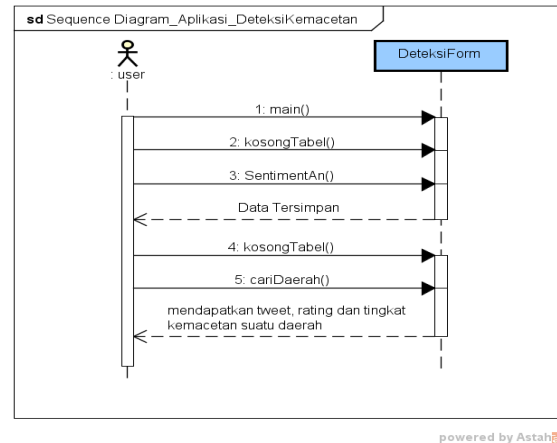 sd Sequence Diagram_Aplikasi_DeteksiKemacetan
: user
DeteksiForm
1: main()
2: kosongTabel()
3: SentimentAn()
Data Tersimpan
4: kosongTabel()
5: cariDaerah()
mendapatkan tweet, rating dan tingkat
kemacetan suatu daerah
powered by Astah